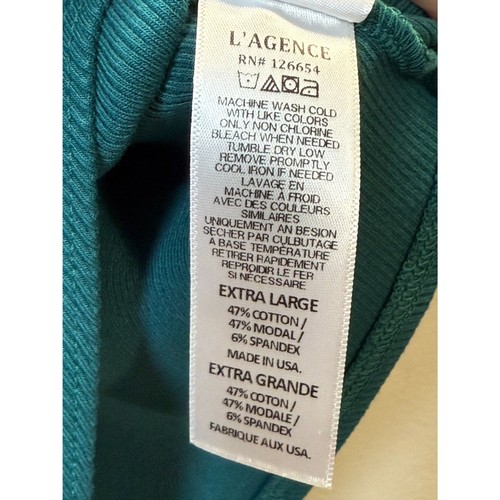 L'AGENCE
RN# 126654
MACHINE WASH COLD
WITH LIKE COLORS
ONLY NON CHLORINE
BLEACH WHEN NEEDED
TUMBLE DRY LOW
REMOVE PROMPTLY
COOL IRON IF NEEDED
LAVAGE EN
MACHINE À FROID
AVEC DES COULEURS
SIMILAIRES
UNIQUEMENT AN BESION
SÉCHER PAR CULBUTAGE
À BASE TEMPÉRATURE
RETIRER RAPIDEMENT
REPROIDIR LE FER
SI NÉCESSAIRE
EXTRA LARGE
47% COTTON /
47% MODAL /
6% SPANDEX
MADE IN USA.
EXTRA GRANDE
47% COTON /
47% MODALE /
6% SPANDEX
FABRIQUE AUX USA.